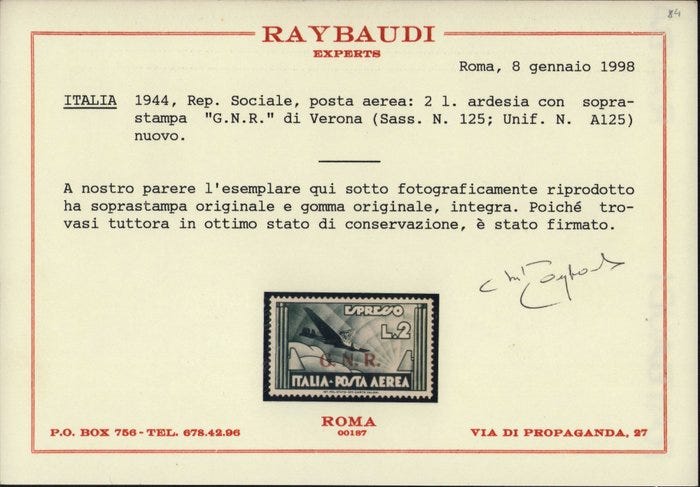 84
RAYBAUDI
EXPERTS
Roma, 8 gennaio 1998
ITALIA 1944, Rep. Sociale, posta aerea: 2 l. ardesia con sopra-
stampa "G.N.R." di Verona (Sass. N. 125; Unif. N. A125)
nuovo.
A nostro parere l'esemplare qui sotto fotograficamente riprodotto
ha soprastampa originale e gomma originale, integra. Poiché tro-
vasi tuttora in ottimo stato di conservazione, è stato firmato.
ESPRESSO
L.2
G.N.R.
ITALIA-POSTA AEREA
ROMA
00187
P.O. BOX 756 - TEL. 678.42.96
VIA DI PROPAGANDA, 27